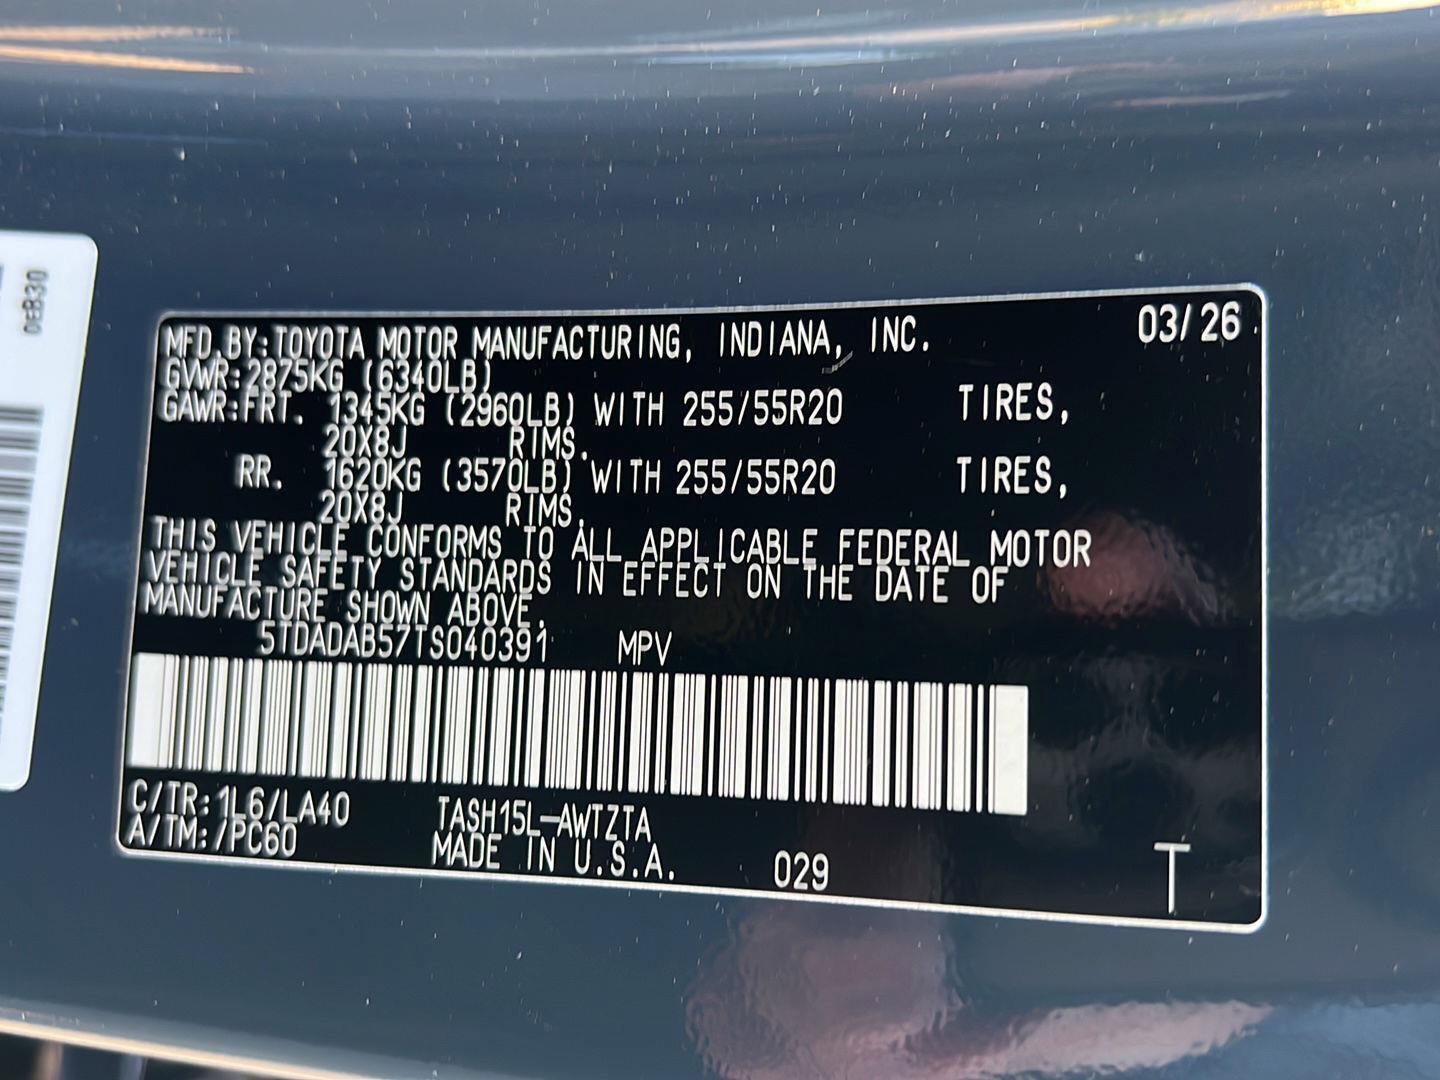 0EB30
MFD.BY:TOYOTA MOTOR MANUFACTURING, INDIANA, INC. 03/26
GVWR:2875KG (6340LB)
GAWR:FRT. 1345KG (2960LB) WITH 255/55R20 TIRES,
20X8J RIMS.
RR. 1620KG (3570LB) WITH 255/55R20 TIRES,
20X8J RIMS.
THIS VEHICLE CONFORMS TO ALL APPLICABLE FEDERAL MOTOR
VEHICLE SAFETY STANDARDS IN EFFECT ON THE DATE OF
MANUFACTURE SHOWN ABOVE.
5TDADAB57TS040391 MPV
C/TR:1L6/LA40 TASH15L-AWTZTA
A/TM:/PC60 MADE IN U.S.A. 029
T